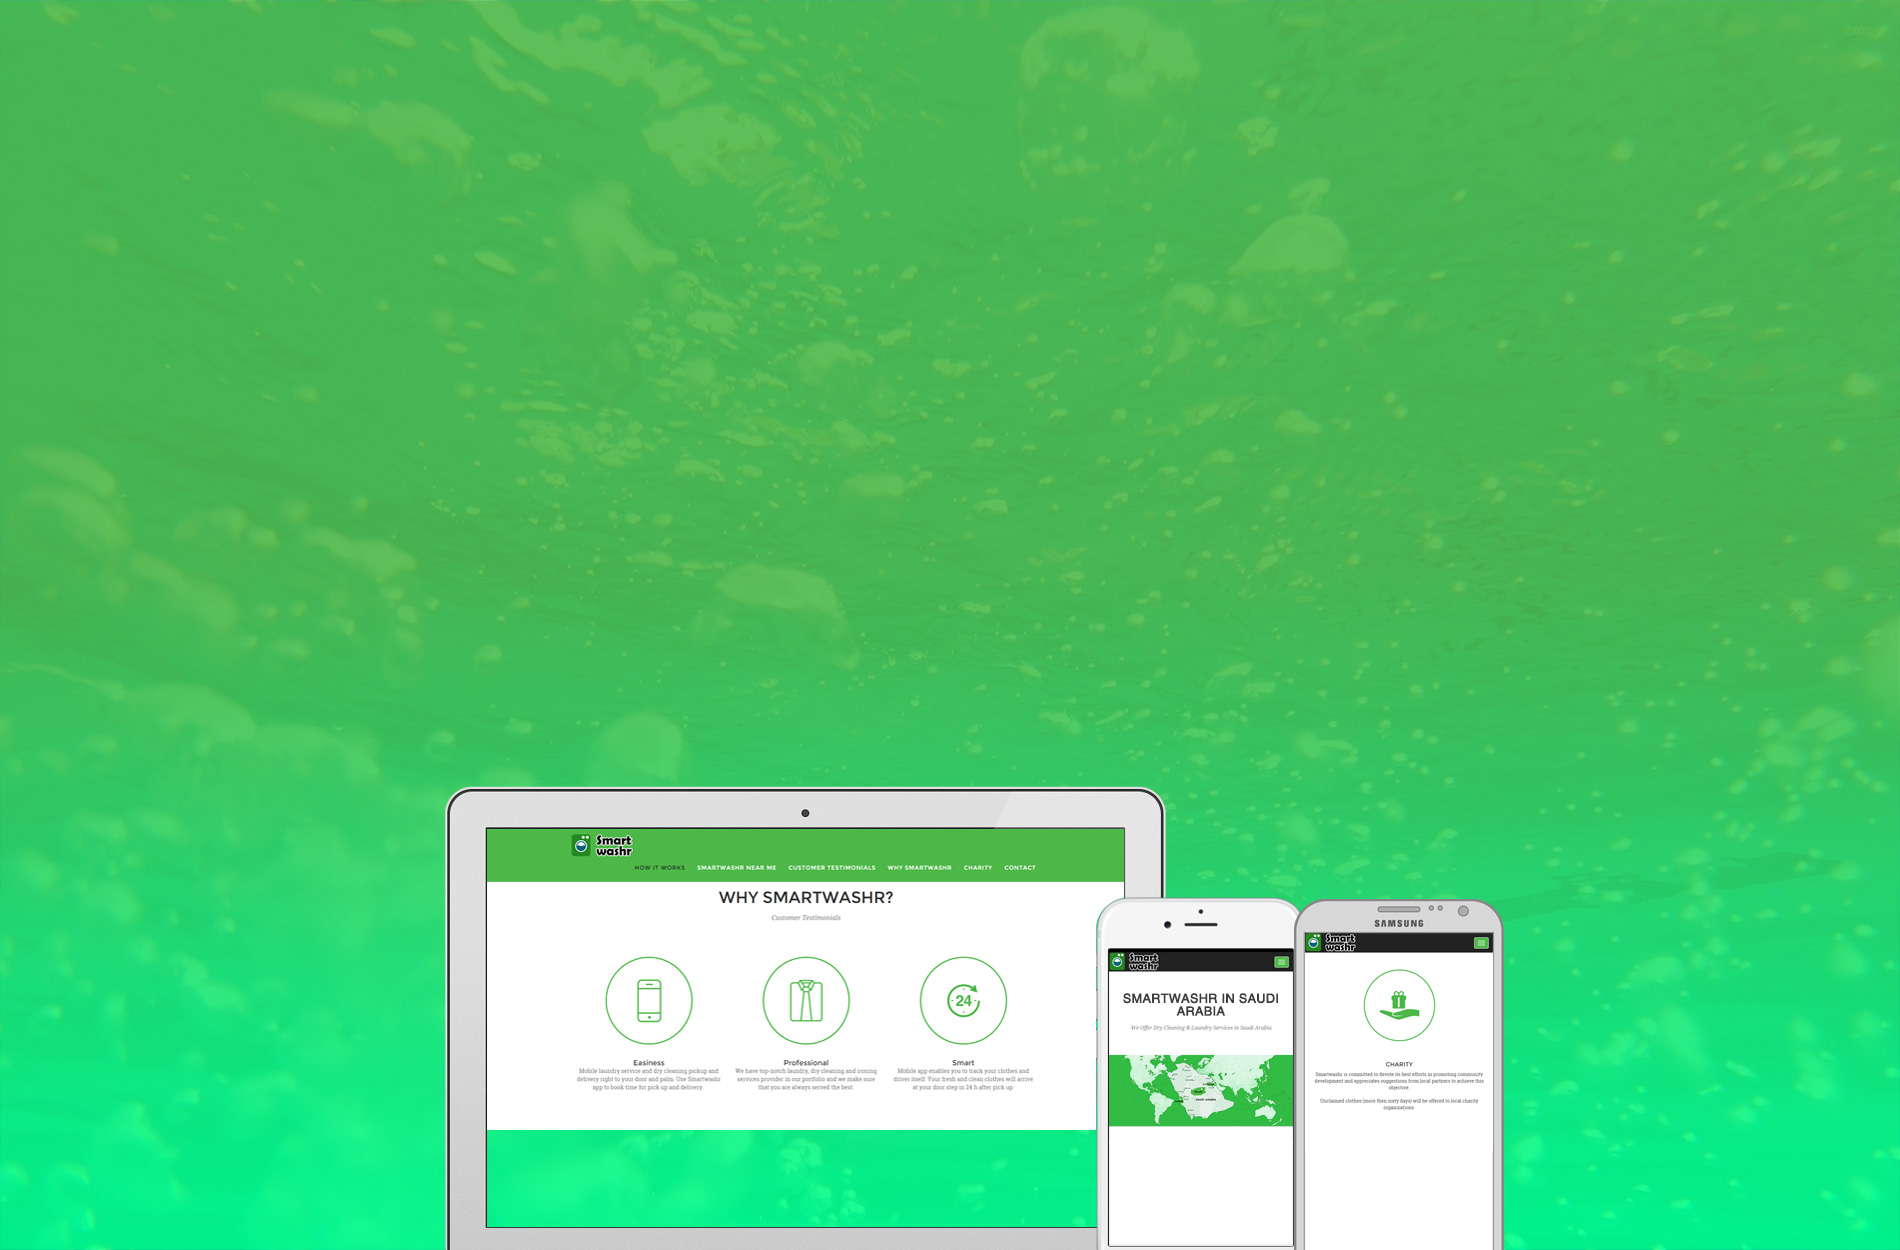 Smart
washr
HOW IT WORKS SMARTWASHR NEAR ME CUSTOMER TESTIMONIALS WHY SMARTWASHR CHARITY CONTACT
WHY SMARTWASHR?
Customer Testimonials
24
Easiness
Mobile laundry service and dry cleaning pickup and
delivery right to your door and palm. Use Smartwashr
app to book time for pick up and delivery.
Professional
We have top-notch laundry, dry cleaning and ironing
services provider in our portfolio and we make sure
that you are always served the best.
Smart
Mobile app enables you to track your clothes and
driver itself. Your fresh and clean clothes will arrive
at your door step in 24 h after pick up.
Smart
washr
SMARTWASHR IN SAUDI
ARABIA
We Offer Dry Cleaning & Laundry Services in Saudi Arabia
SAUDI ARABIA
SAMSUNG
Smart
washr
CHARITY
Smartwashr is committed to devote its best efforts in promoting community
development and appreciates suggestions from local partners to achieve this
objective.
Unclaimed clothes (more then sixty days) will be offered to local charity
organizations.